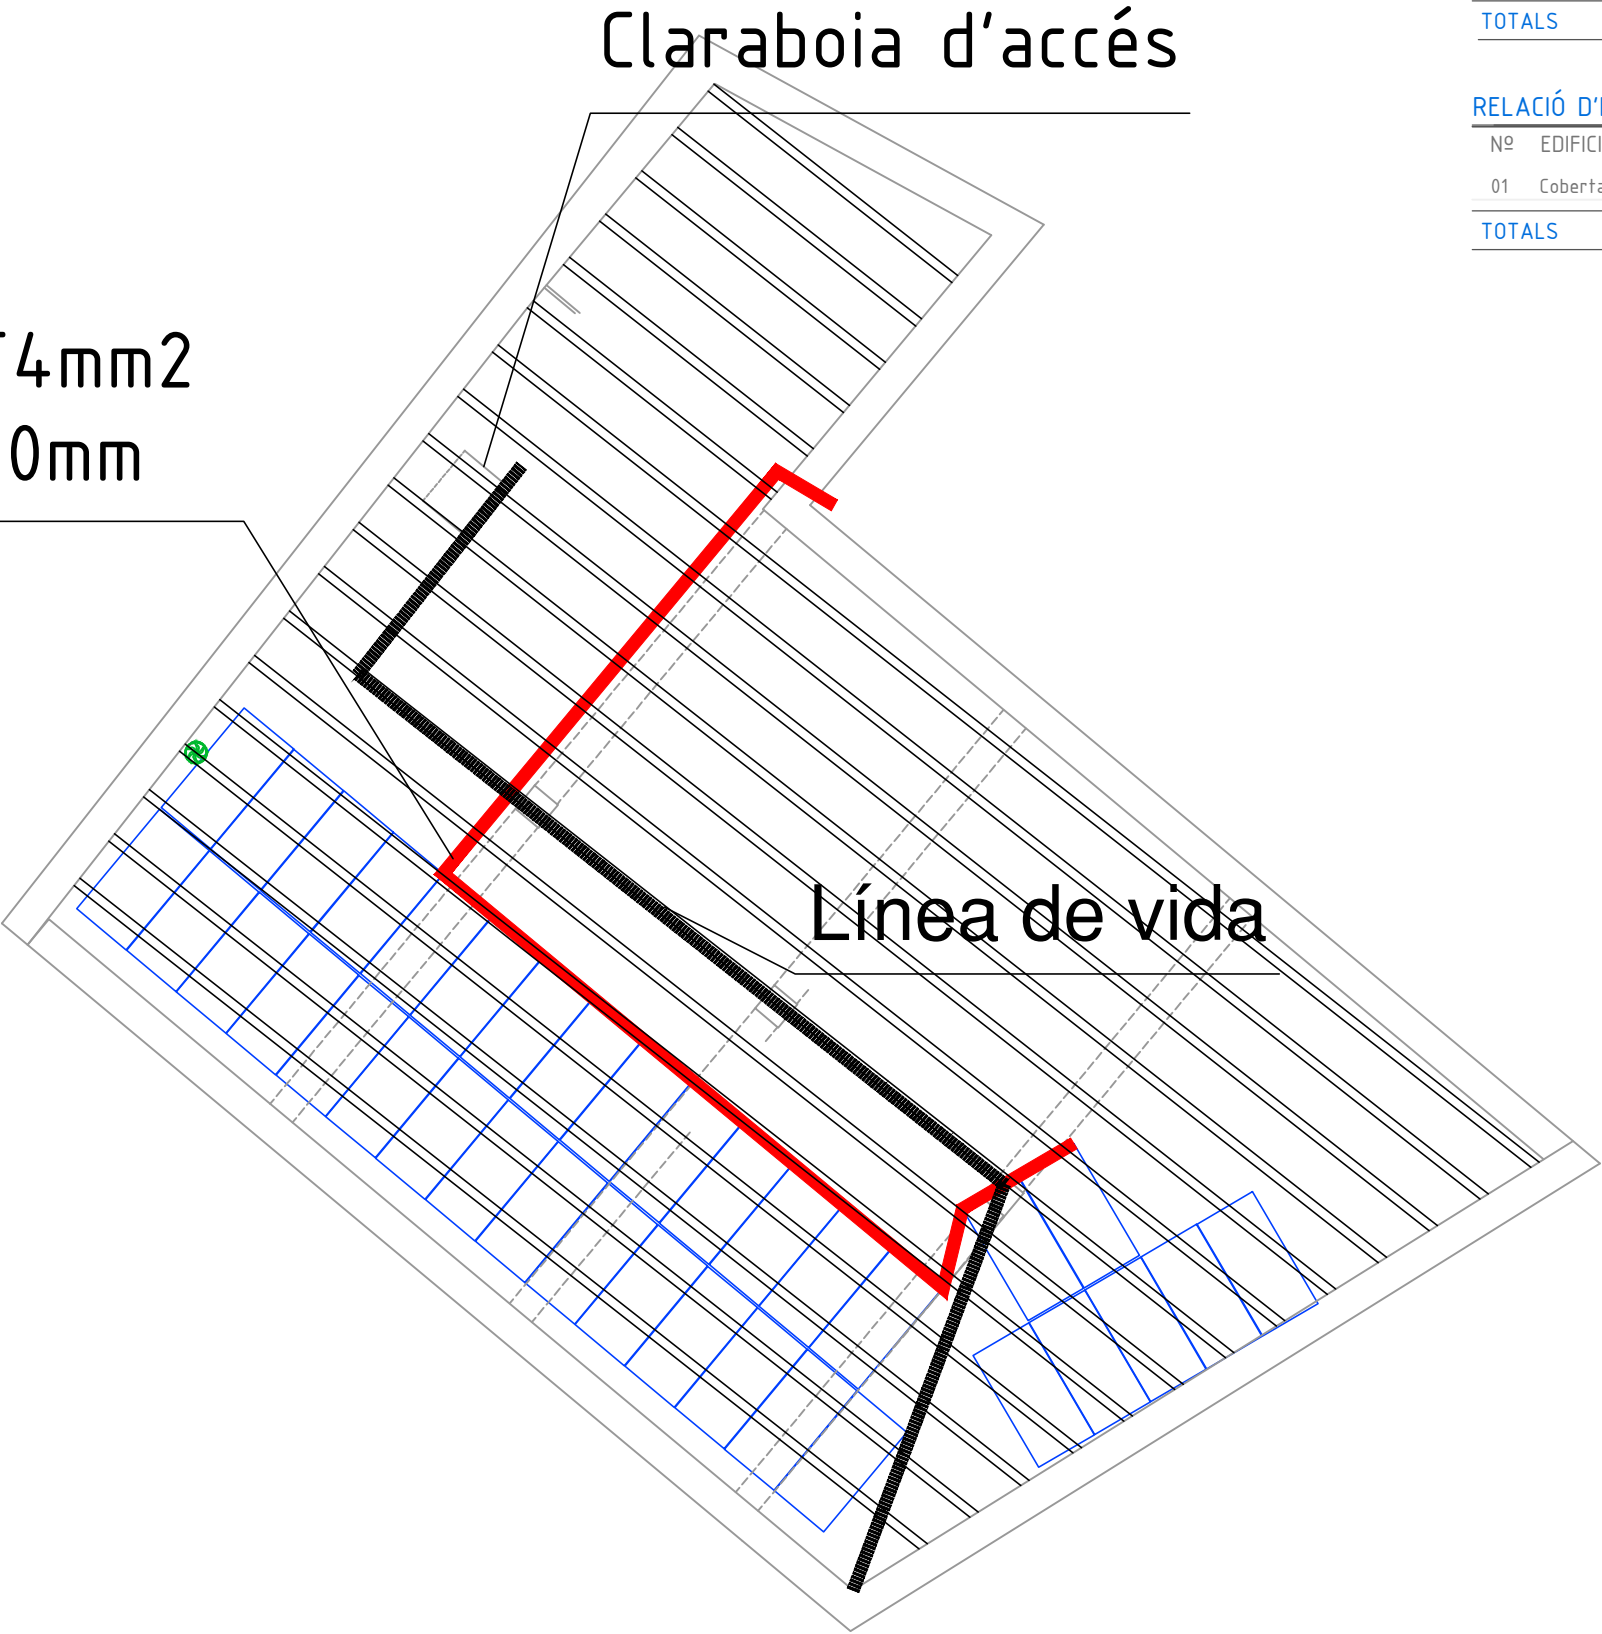 Claraboia d'accés
4mm2
0mm
Línea de vida
TOTALS
RELACIÓ D'
Nº EDIFICI
01 Coberta
TOTALS